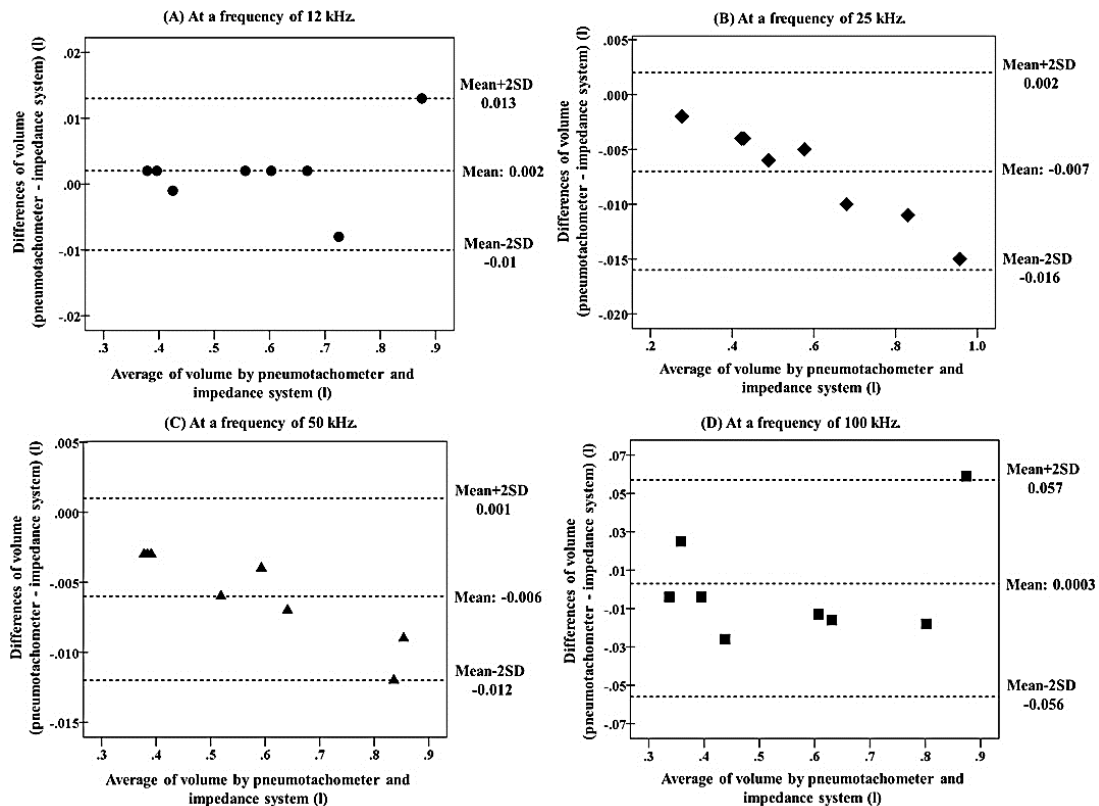 (A) At a frequency of 12 kHz.
Differences of volume
(pneumotachometer - impedance system) (l)
.02
.01
.00
-.01
-.02
Mean+2SD
0.013
Mean: 0.002
Mean-2SD
-0.01
.3 .4 .5 .6 .7 .8 .9
Average of volume by pneumotachometer and
impedance system (l)
(B) At a frequency of 25 kHz.
Differences of volume
(pneumotachometer - impedance system) (l)
.005
.000
-.005
-.010
-.015
-.020
Mean+2SD
0.002
Mean: -0.007
Mean-2SD
-0.016
.2 .4 .6 .8 1.0
Average of volume by pneumotachometer and
impedance system (l)
(C) At a frequency of 50 kHz.
Differences of volume
(pneumotachometer - impedance system) (l)
.005
.000
-.005
-.010
-.015
Mean+2SD
0.001
Mean: -0.006
Mean-2SD
-0.012
.3 .4 .5 .6 .7 .8 .9
Average of volume by pneumotachometer and
impedance system (l)
(D) At a frequency of 100 kHz.
Differences of volume
(pneumotachometer - impedance system) (l)
.07
.05
.03
.01
-.01
-.03
-.05
-.07
Mean+2SD
0.057
Mean: 0.0003
Mean-2SD
-0.056
.3 .4 .5 .6 .7 .8 .9
Average of volume by pneumotachometer and
impedance system (l)